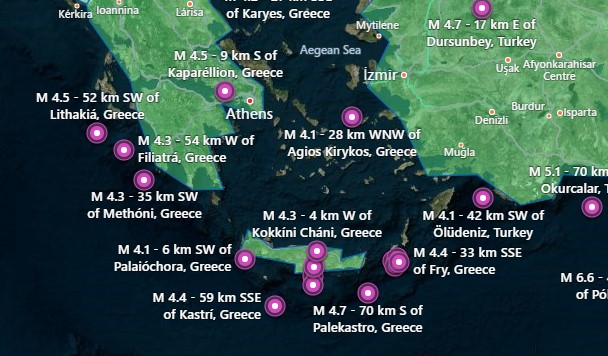 of Karyes, Greece
Kérkira
Ioannina
Lárisa
Mytilene
M 4.7 - 17 km E of
Dursunbey, Turkey
Aegean Sea
M 4.5 - 9 km S of
Kaparéllion, Greece
İzmir
Uşak
Afyonkarahisar
Centre
M 4.5 - 52 km SW of
Lithakiá, Greece
Athens
Burdur
Isparta
Denizli
M 4.3 - 54 km W of
Filiatrá, Greece
M 4.1 - 28 km WNW of
Agios Kirykos, Greece
Mugla
M 5.1 - 70 km
Okurcalar, T
M 4.3 - 35 km SW
of Methóni, Greece
M 4.3 - 4 km W of
Kokkíni Cháni, Greece
M 4.1 - 42 km SW of
Ölüdeniz, Turkey
M 4.1 - 6 km SW of
Palaióchora, Greece
M 4.4 - 33 km SSE
of Fry, Greece
M 6.6 -
of Pó
M 4.4 - 59 km SSE
of Kastrí, Greece
M 4.7 - 70 km S of
Palekastro, Greece